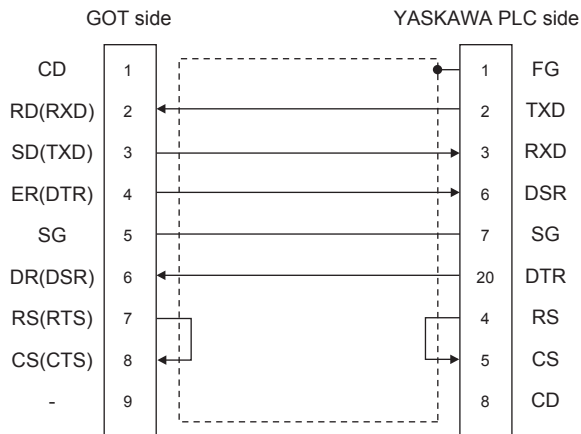 GOT side YASKAWA PLC side
CD 1 1 FG
RD(RXD) 2 2 TXD
SD(TXD) 3 3 RXD
ER(DTR) 4 6 DSR
SG 5 7 SG
DR(DSR) 6 20 DTR
RS(RTS) 7 4 RS
CS(CTS) 8 5 CS
- 9 8 CD